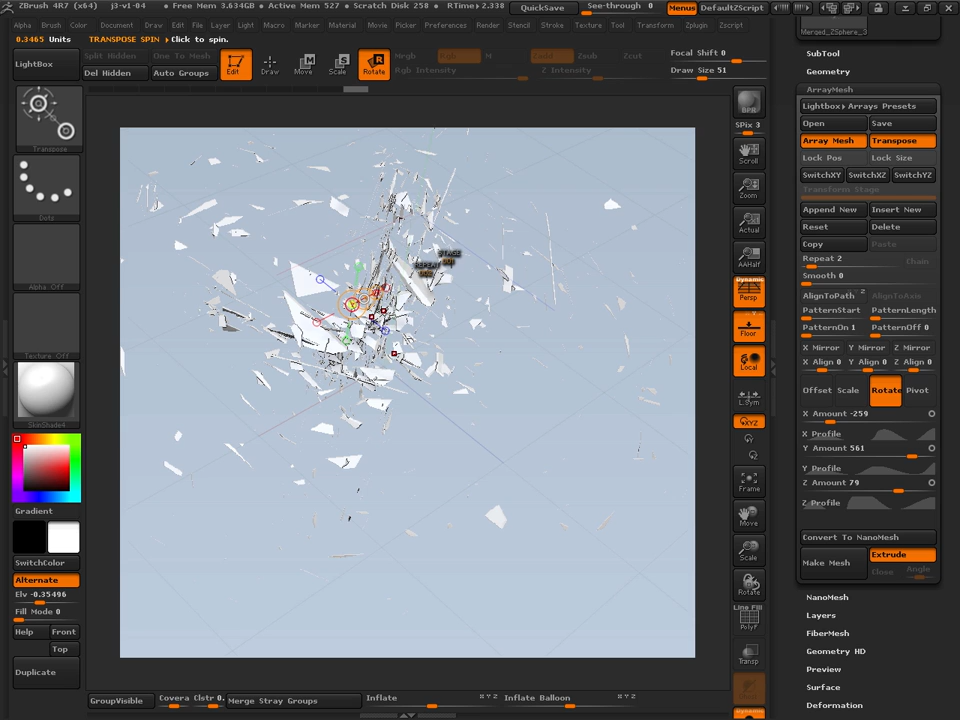 ZBrush 4R7 (x64)
j3-v1-04
• Free Mem 3.634GB
• Active Mem 527
• Scratch Disk 258
• RTime▸2.338
QuickSave
See-through 0
Menus
DefaultZScript
Alpha
Brush
Color
Document
Draw
Edit
File
Layer
Light
Macro
Marker
Material
Movie
Picker
Preferences
Render
Stencil
Stroke
Texture
Tool
Transform
Zplugin
Zscript
0.3465 Units
TRANSPOSE SPIN
Click to spin.
LightBox
Split Hidden
One To Mesh
Del Hidden
Auto Groups
Edit
Draw
Move
Scale
Rotate
Mrgb
Rgb
M
Rgb Intensity
Zadd
Zsub
Zcut
Z Intensity
Focal Shift 0
Draw Size 51
Transpose
Dots
Alpha Off
Texture Off
SkinShade4
Gradient
SwitchColor
Alternate
Elv -0.35496
Fill Mode 0
Help
Front
Top
Duplicate
STAGE
001
REPEAT
002
BPR
SPix 3
Scroll
Zoom
Actual
AAHalf
Dynamic
Persp
Floor
Local
L.Sym
XYZ
Frame
Move
Scale
Rotate
Line Fill
PolyF
Transp
Dynamic
Merged_ZSphere_3
SubTool
Geometry
ArrayMesh
Lightbox▸ Arrays Presets
Open
Save
Array Mesh
Transpose
Lock Pos
Lock Size
SwitchXY
SwitchXZ
SwitchYZ
Transform Stage
Append New
Insert New
Reset
Delete
Copy
Paste
Repeat 2
Chain
Smooth 0
AlignToPath
AlignToAxis
PatternStart
PatternLength
PatternOn 1
PatternOff 0
X Mirror
Y Mirror
Z Mirror
X Align 0
Y Align 0
Z Align 0
Offset
Scale
Rotate
Pivot
X Amount -259
X Profile
Y Amount 561
Y Profile
Z Amount 79
Z Profile
Convert To NanoMesh
Make Mesh
Extrude
Close
Angle
NanoMesh
Layers
FiberMesh
Geometry HD
Preview
Surface
Deformation
GroupVisible
Covera
Clstr 0.
Merge Stray Groups
Inflate
X Y Z
Inflate Balloon
X Y Z